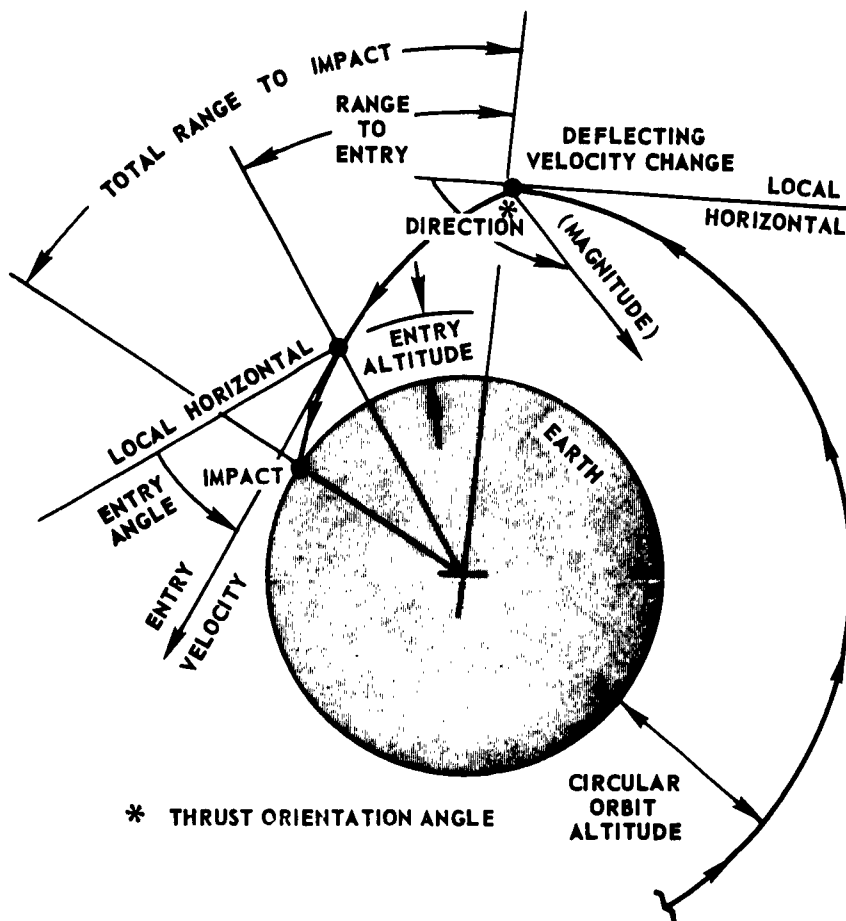 TOTAL RANGE TO IMPACT
RANGE
TO
ENTRY
DEFLECTING
VELOCITY CHANGE
LOCAL
HORIZONTAL
DIRECTION *
(MAGNITUDE)
ENTRY
ALTITUDE
LOCAL HORIZONTAL
EARTH
IMPACT
ENTRY
ANGLE
ENTRY
VELOCITY
CIRCULAR
ORBIT
ALTITUDE
* THRUST ORIENTATION ANGLE